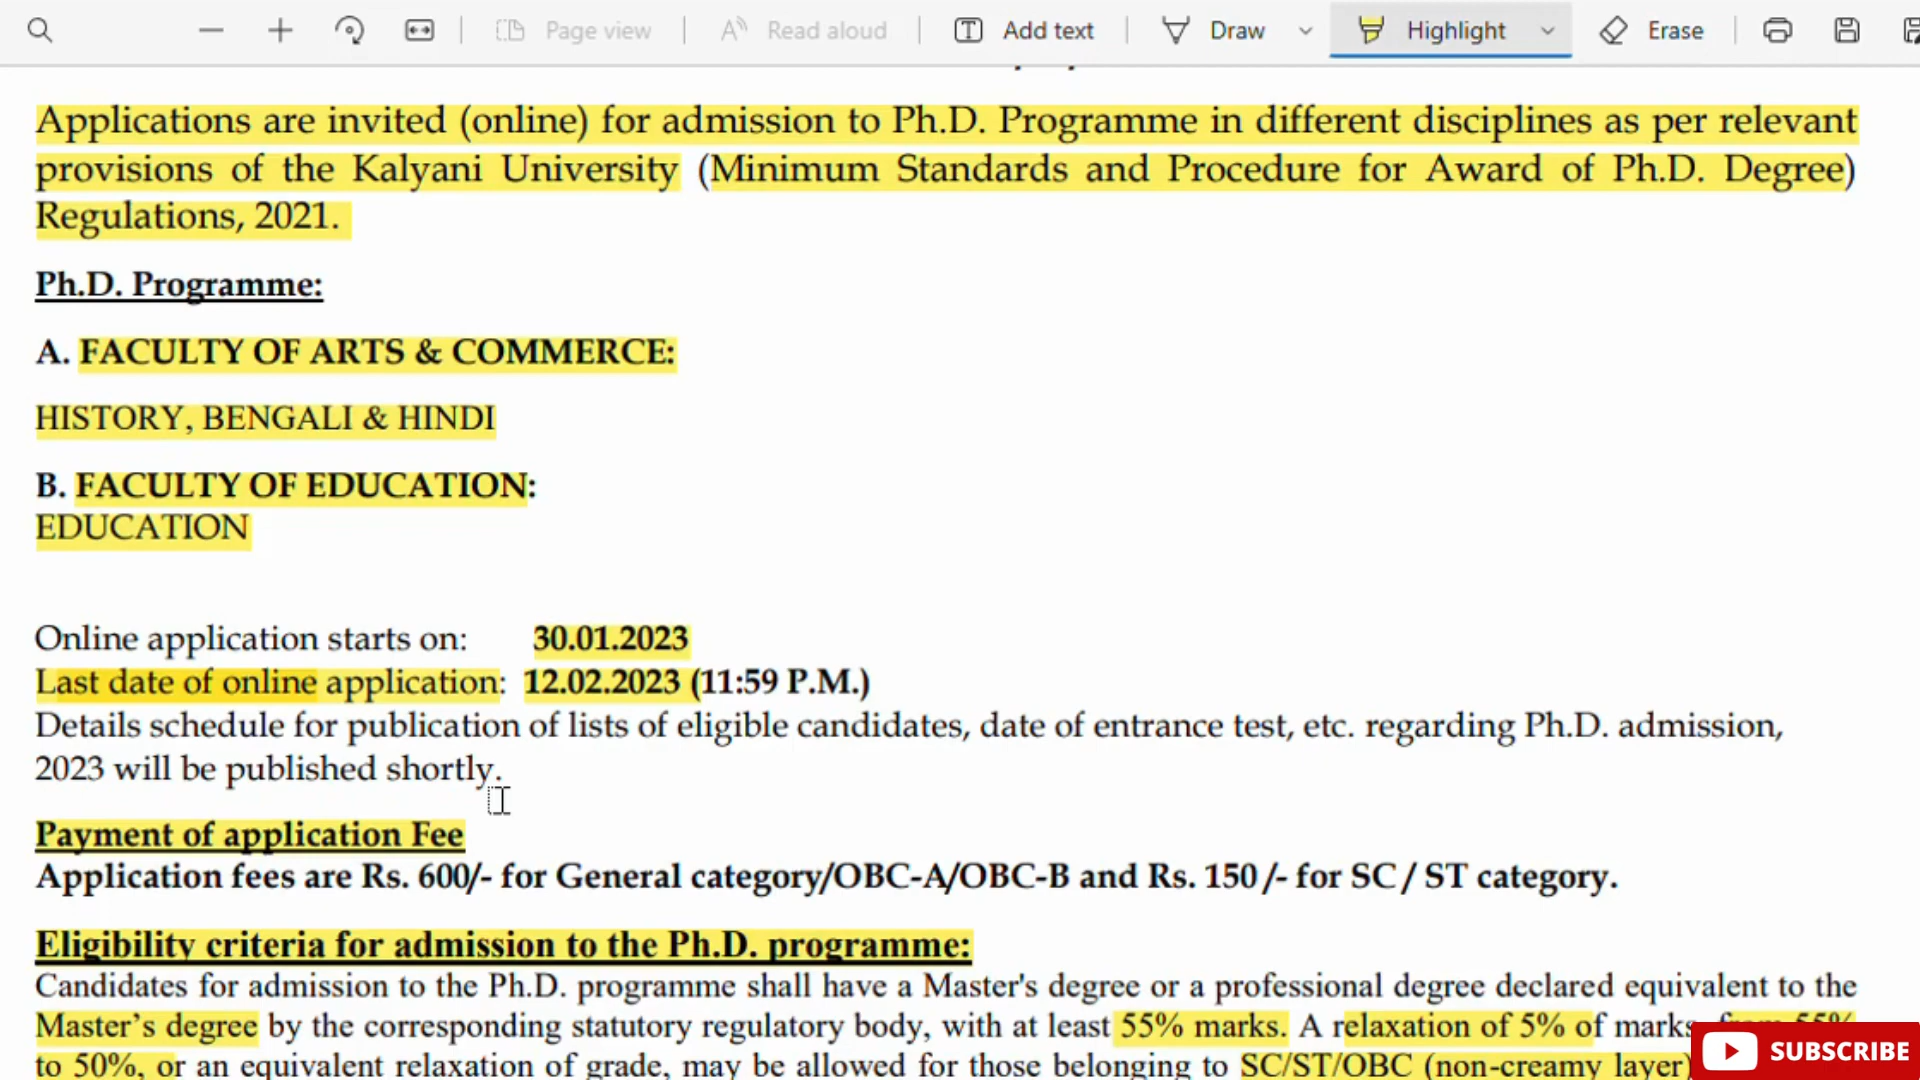 Page view
Read aloud
Add text
Draw
Highlight
Erase
Applications are invited (online) for admission to Ph.D. Programme in different disciplines as per relevant
provisions of the Kalyani University (Minimum Standards and Procedure for Award of Ph.D. Degree)
Regulations, 2021.
Ph.D. Programme:
A. FACULTY OF ARTS & COMMERCE:
HISTORY, BENGALI & HINDI
B. FACULTY OF EDUCATION:
EDUCATION
Online application starts on: 30.01.2023
Last date of online application: 12.02.2023 (11:59 P.M.)
Details schedule for publication of lists of eligible candidates, date of entrance test, etc. regarding Ph.D. admission,
2023 will be published shortly.
Payment of application Fee
Application fees are Rs. 600/- for General category/OBC-A/OBC-B and Rs. 150 /- for SC / ST category.
Eligibility criteria for admission to the Ph.D. programme:
Candidates for admission to the Ph.D. programme shall have a Master's degree or a professional degree declared equivalent to the
Master’s degree by the corresponding statutory regulatory body, with at least 55% marks. A relaxation of 5% of marks, from 55%
to 50%, or an equivalent relaxation of grade, may be allowed for those belonging to SC/ST/OBC (non-creamy layer)
SUBSCRIBE